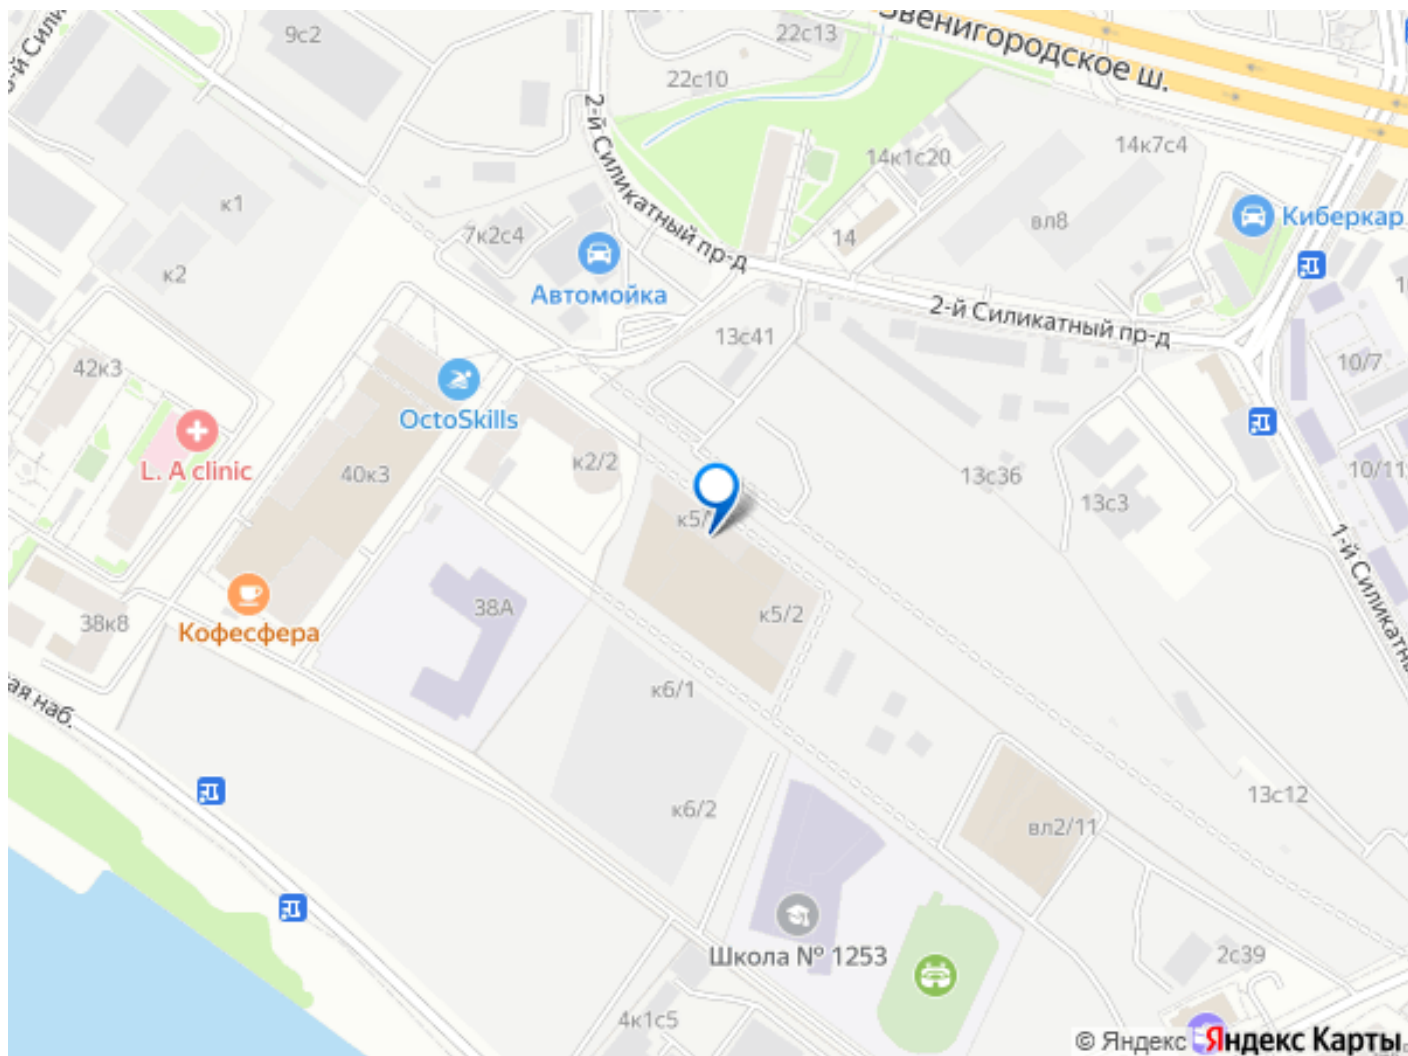 9с2
22с13
Звенигородское ш.
22с10
2-й Силикатный пр-д
14к7с4
14к1с20
к1
7к2с4
14
вл8
Киберкар
к2
Автомойка
2-й Силикатный пр-д
13с41
42к3
10/7
OctoSkills
L. A clinic
40к3
к2/2
13с36
13с3
10/11
к5/
1-й Силикатн
38А
к5/2
38к8
Кофесфера
ая наб.
к6/1
13с12
к6/2
вл2/11
Школа № 1253
2с39
4к1с5
© Яндекс Яндекс Карты